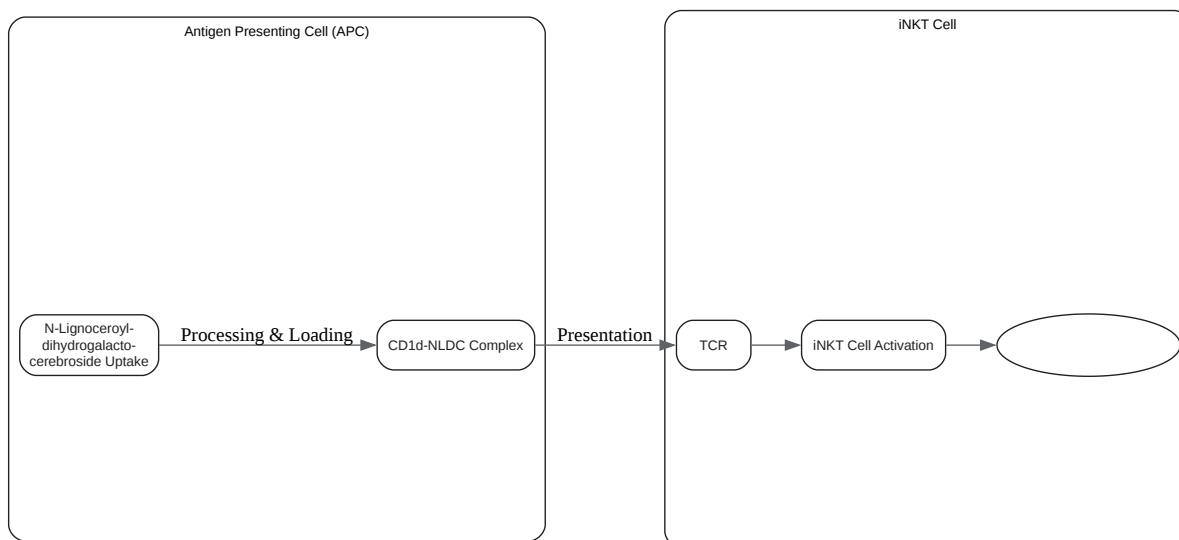 Antigen Presenting Cell (APC)
iNKT Cell
N-Lignoceroyl-
dihydrogalacto-
cerebroside Uptake
Processing & Loading
CD1d-NLDC Complex
Presentation
TCR
iNKT Cell Activation